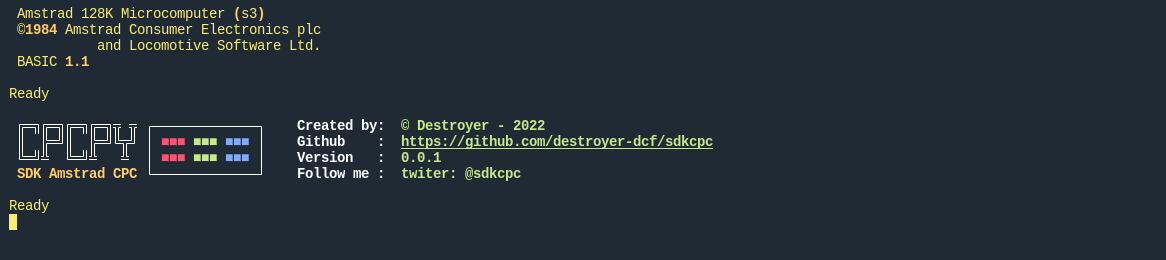 Amstrad 128K Microcomputer (s3)
©1984 Amstrad Consumer Electronics plc
and Locomotive Software Ltd.
BASIC 1.1
Ready
CPCPY
SDK Amstrad CPC
Created by: © Destroyer - 2022
Github : https://github.com/destroyer-dcf/sdkcpc
Version : 0.0.1
Follow me : twiter: @sdkcpc
Ready